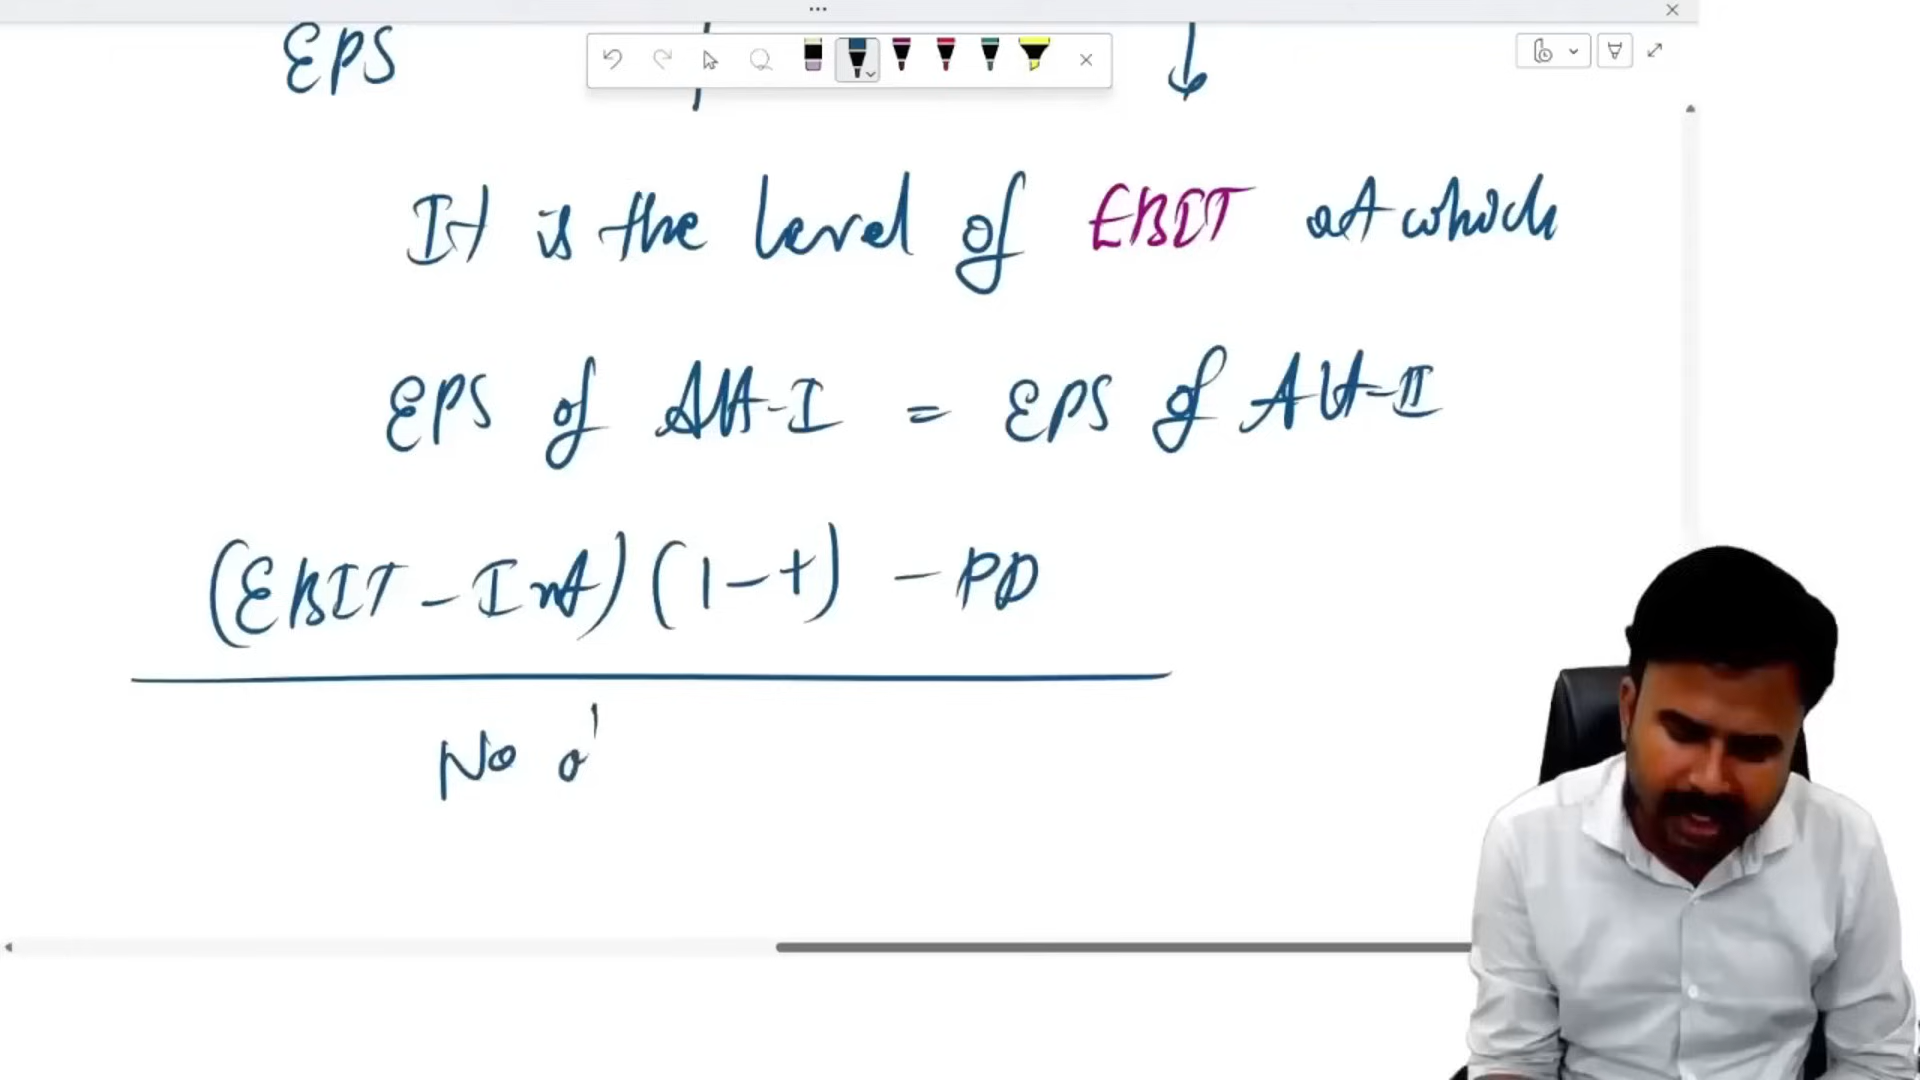 EPS
It is the level of EBIT at which
EPS of Alt-I = EPS of Alt-II
(EBIT - Int) (1-t) - PD
No o